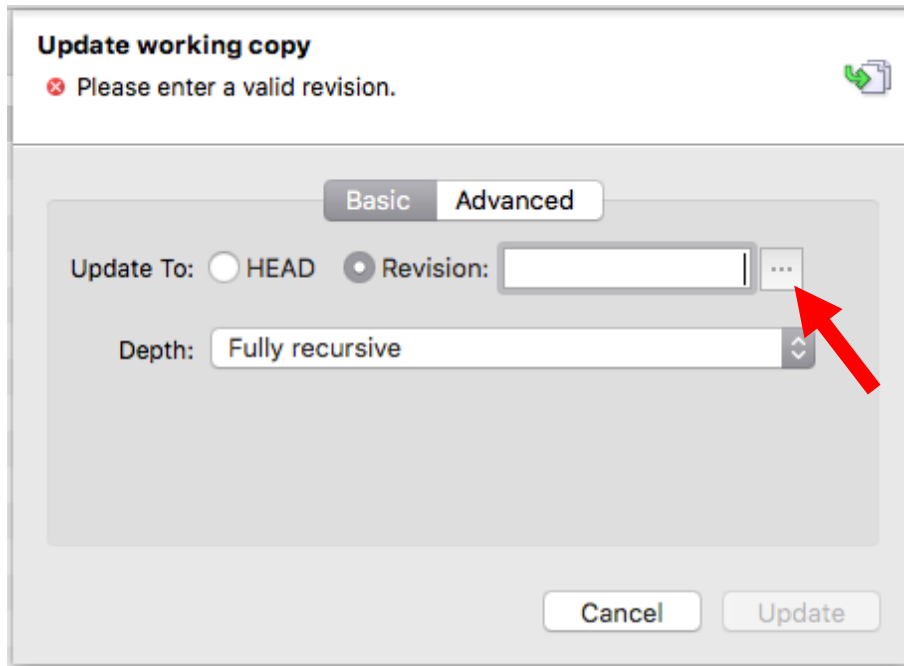 Update working copy
Please enter a valid revision.
Basic Advanced
Update To: HEAD Revision: ...
Depth: Fully recursive
Cancel Update